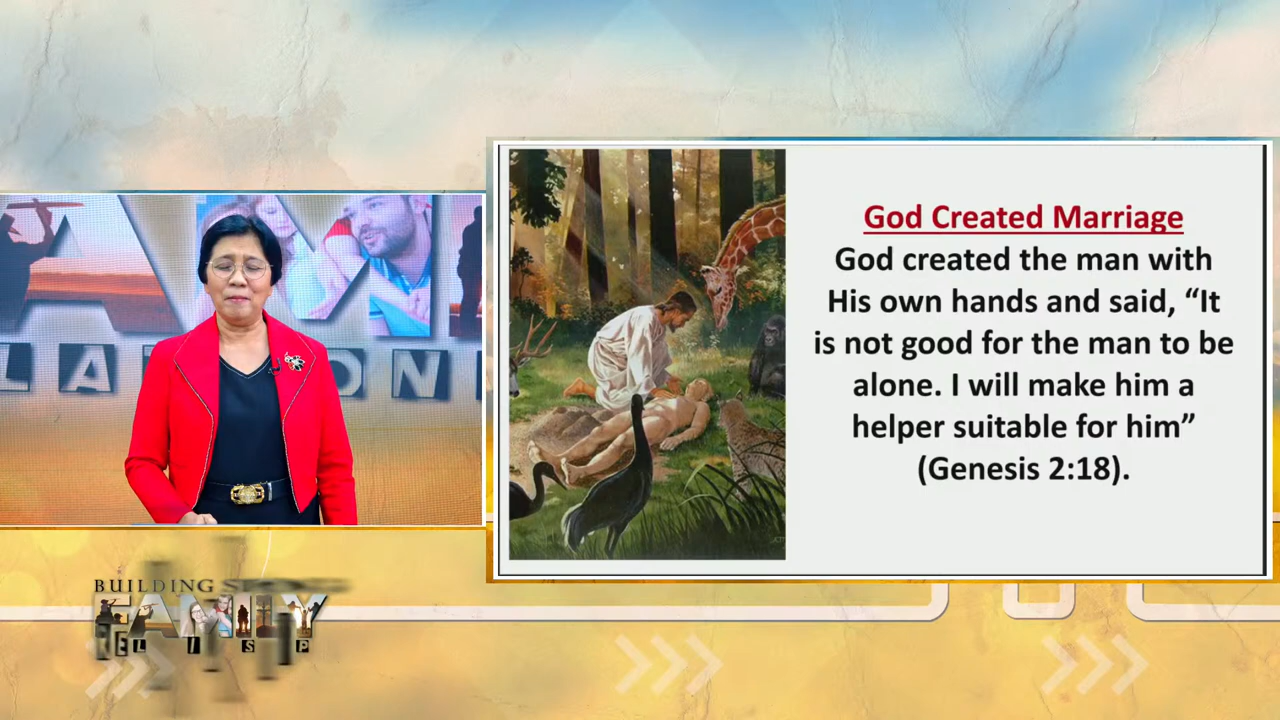 God Created Marriage
God created the man with
His own hands and said, “It
is not good for the man to be
alone. I will make him a
helper suitable for him”
(Genesis 2:18).
BUILDING
FAMILY